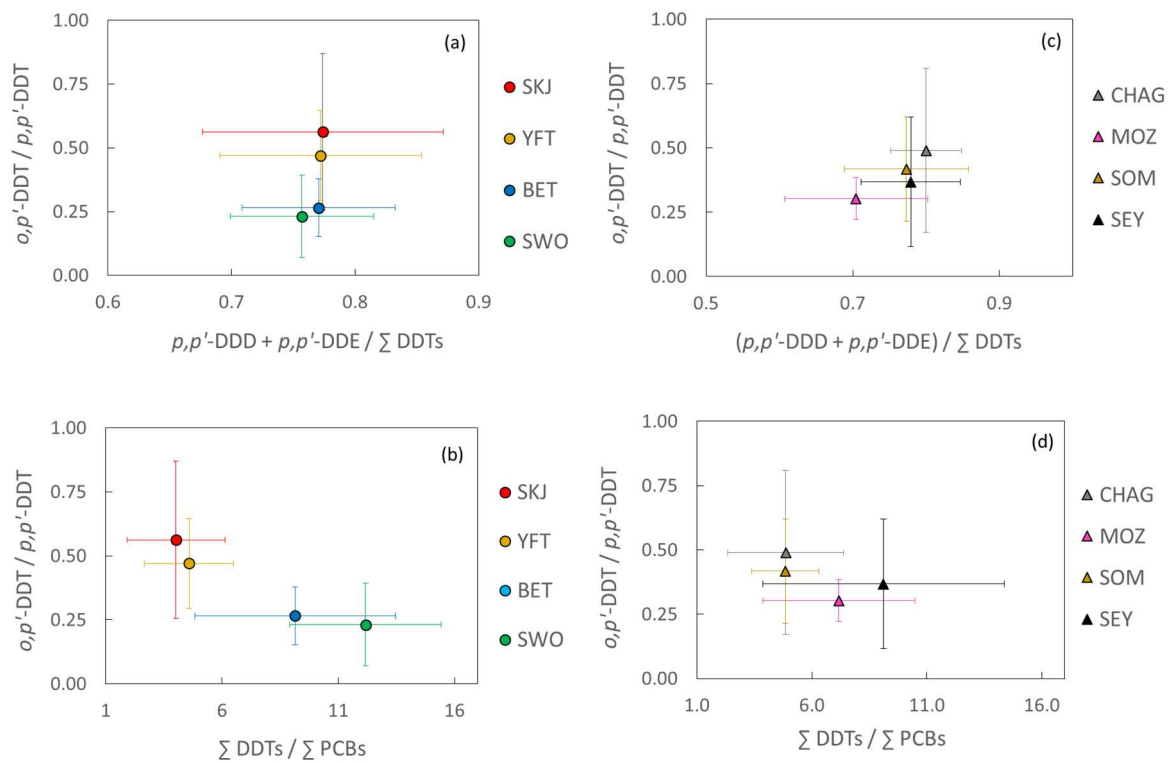 (a)
o,p'-DDT / p,p'-DDT
1.00
0.75
0.50
0.25
0.00
0.6
0.7
0.8
0.9
p,p'-DDD + p,p'-DDE / ∑ DDTs
SKJ
YFT
BET
SWO
(c)
o,p'-DDT / p,p'-DDT
1.00
0.75
0.50
0.25
0.00
0.5
0.7
0.9
(p,p'-DDD + p,p'-DDE) / ∑ DDTs
CHAG
MOZ
SOM
SEY
(b)
o,p'-DDT / p,p'-DDT
1.00
0.75
0.50
0.25
0.00
1
6
11
16
∑ DDTs / ∑ PCBs
SKJ
YFT
BET
SWO
(d)
o,p'-DDT / p,p'-DDT
1.00
0.75
0.50
0.25
0.00
1.0
6.0
11.0
16.0
∑ DDTs / ∑ PCBs
CHAG
MOZ
SOM
SEY